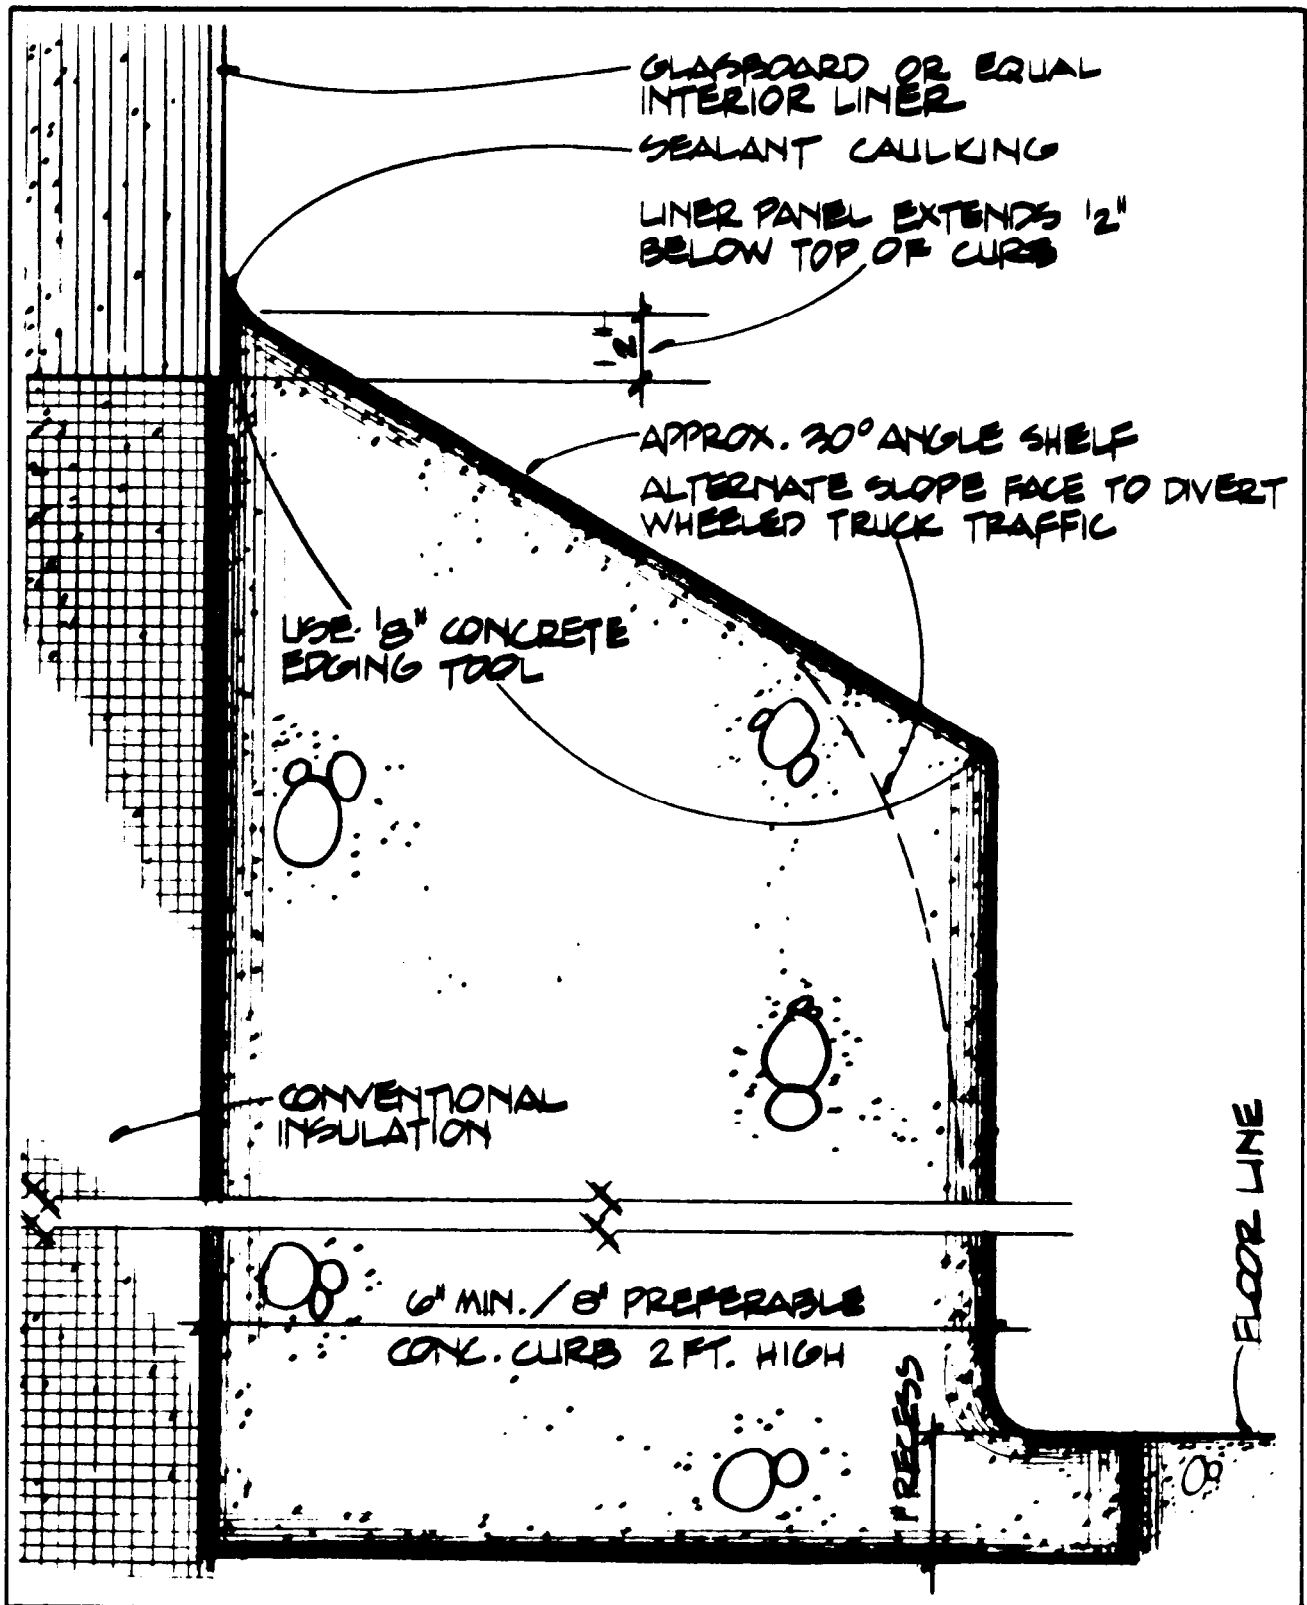 GLASBOARD OR EQUAL
INTERIOR LINER
SEALANT CAULKING
LINER PANEL EXTENDS 1/2"
BELOW TOP OF CURB
1/2"
APPROX. 30° ANGLE SHELF
ALTERNATE SLOPE FACE TO DIVERT
WHEELED TRUCK TRAFFIC
USE 1/8" CONCRETE
EDGING TOOL
CONVENTIONAL
INSULATION
FLOOR LINE
6" MIN. / 8" PREFERABLE
CONC. CURB 2 FT. HIGH
RECESS